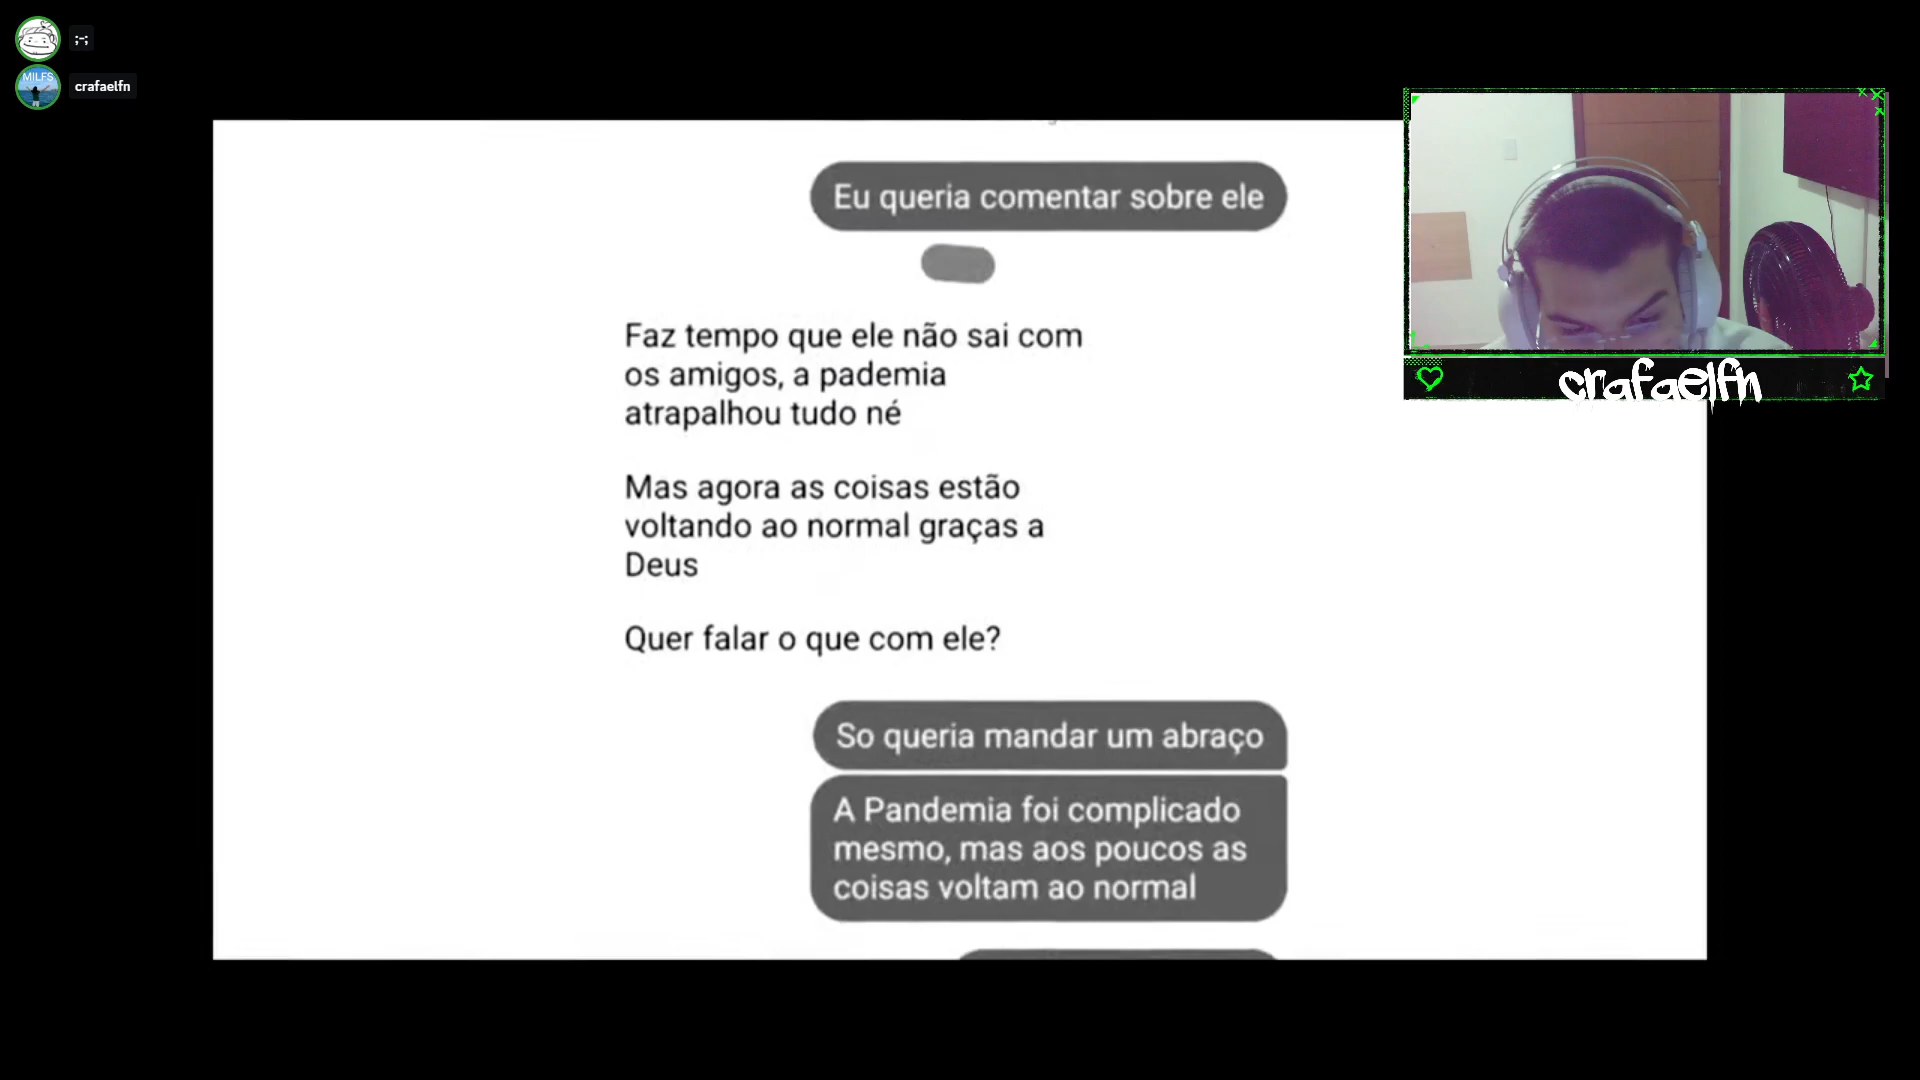 ;-;
MILFS
crafaelfn
Eu queria comentar sobre ele
Faz tempo que ele não sai com
os amigos, a pademia
atrapalhou tudo né
Mas agora as coisas estão
voltando ao normal graças a
Deus
Quer falar o que com ele?
So queria mandar um abraço
A Pandemia foi complicado
mesmo, mas aos poucos as
coisas voltam ao normal
crafaelfn